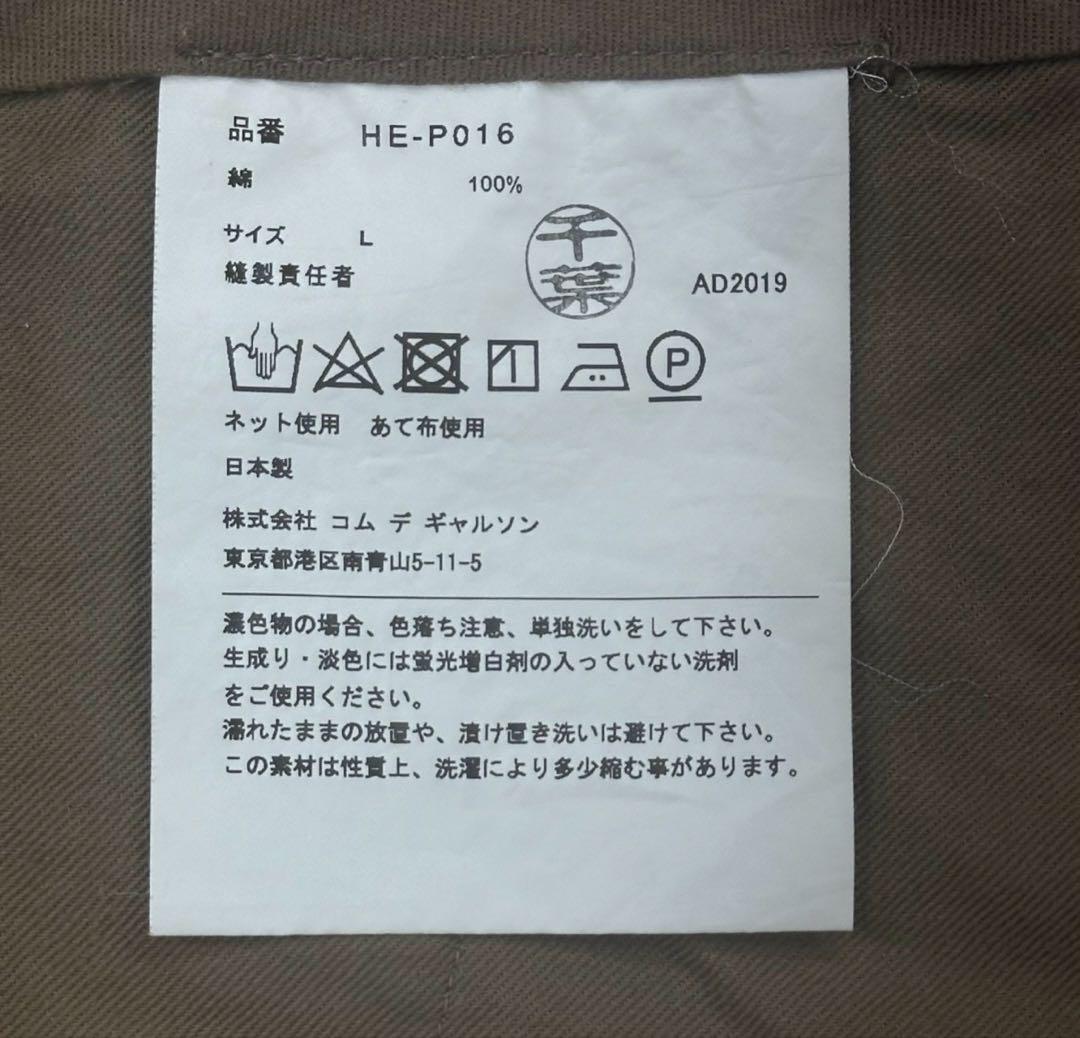 品番 HE-P016
綿 100%
サイズ L
縫製責任者 千葉 AD2019
P
ネット使用 あて布使用
日本製
株式会社 コム デ ギャルソン
東京都港区南青山5-11-5
濃色物の場合、色落ち注意、単独洗いをして下さい。
生成り・淡色には蛍光増白剤の入っていない洗剤
をご使用ください。
濡れたままの放置や、漬け置き洗いは避けて下さい。
この素材は性質上、洗濯により多少縮む事があります。